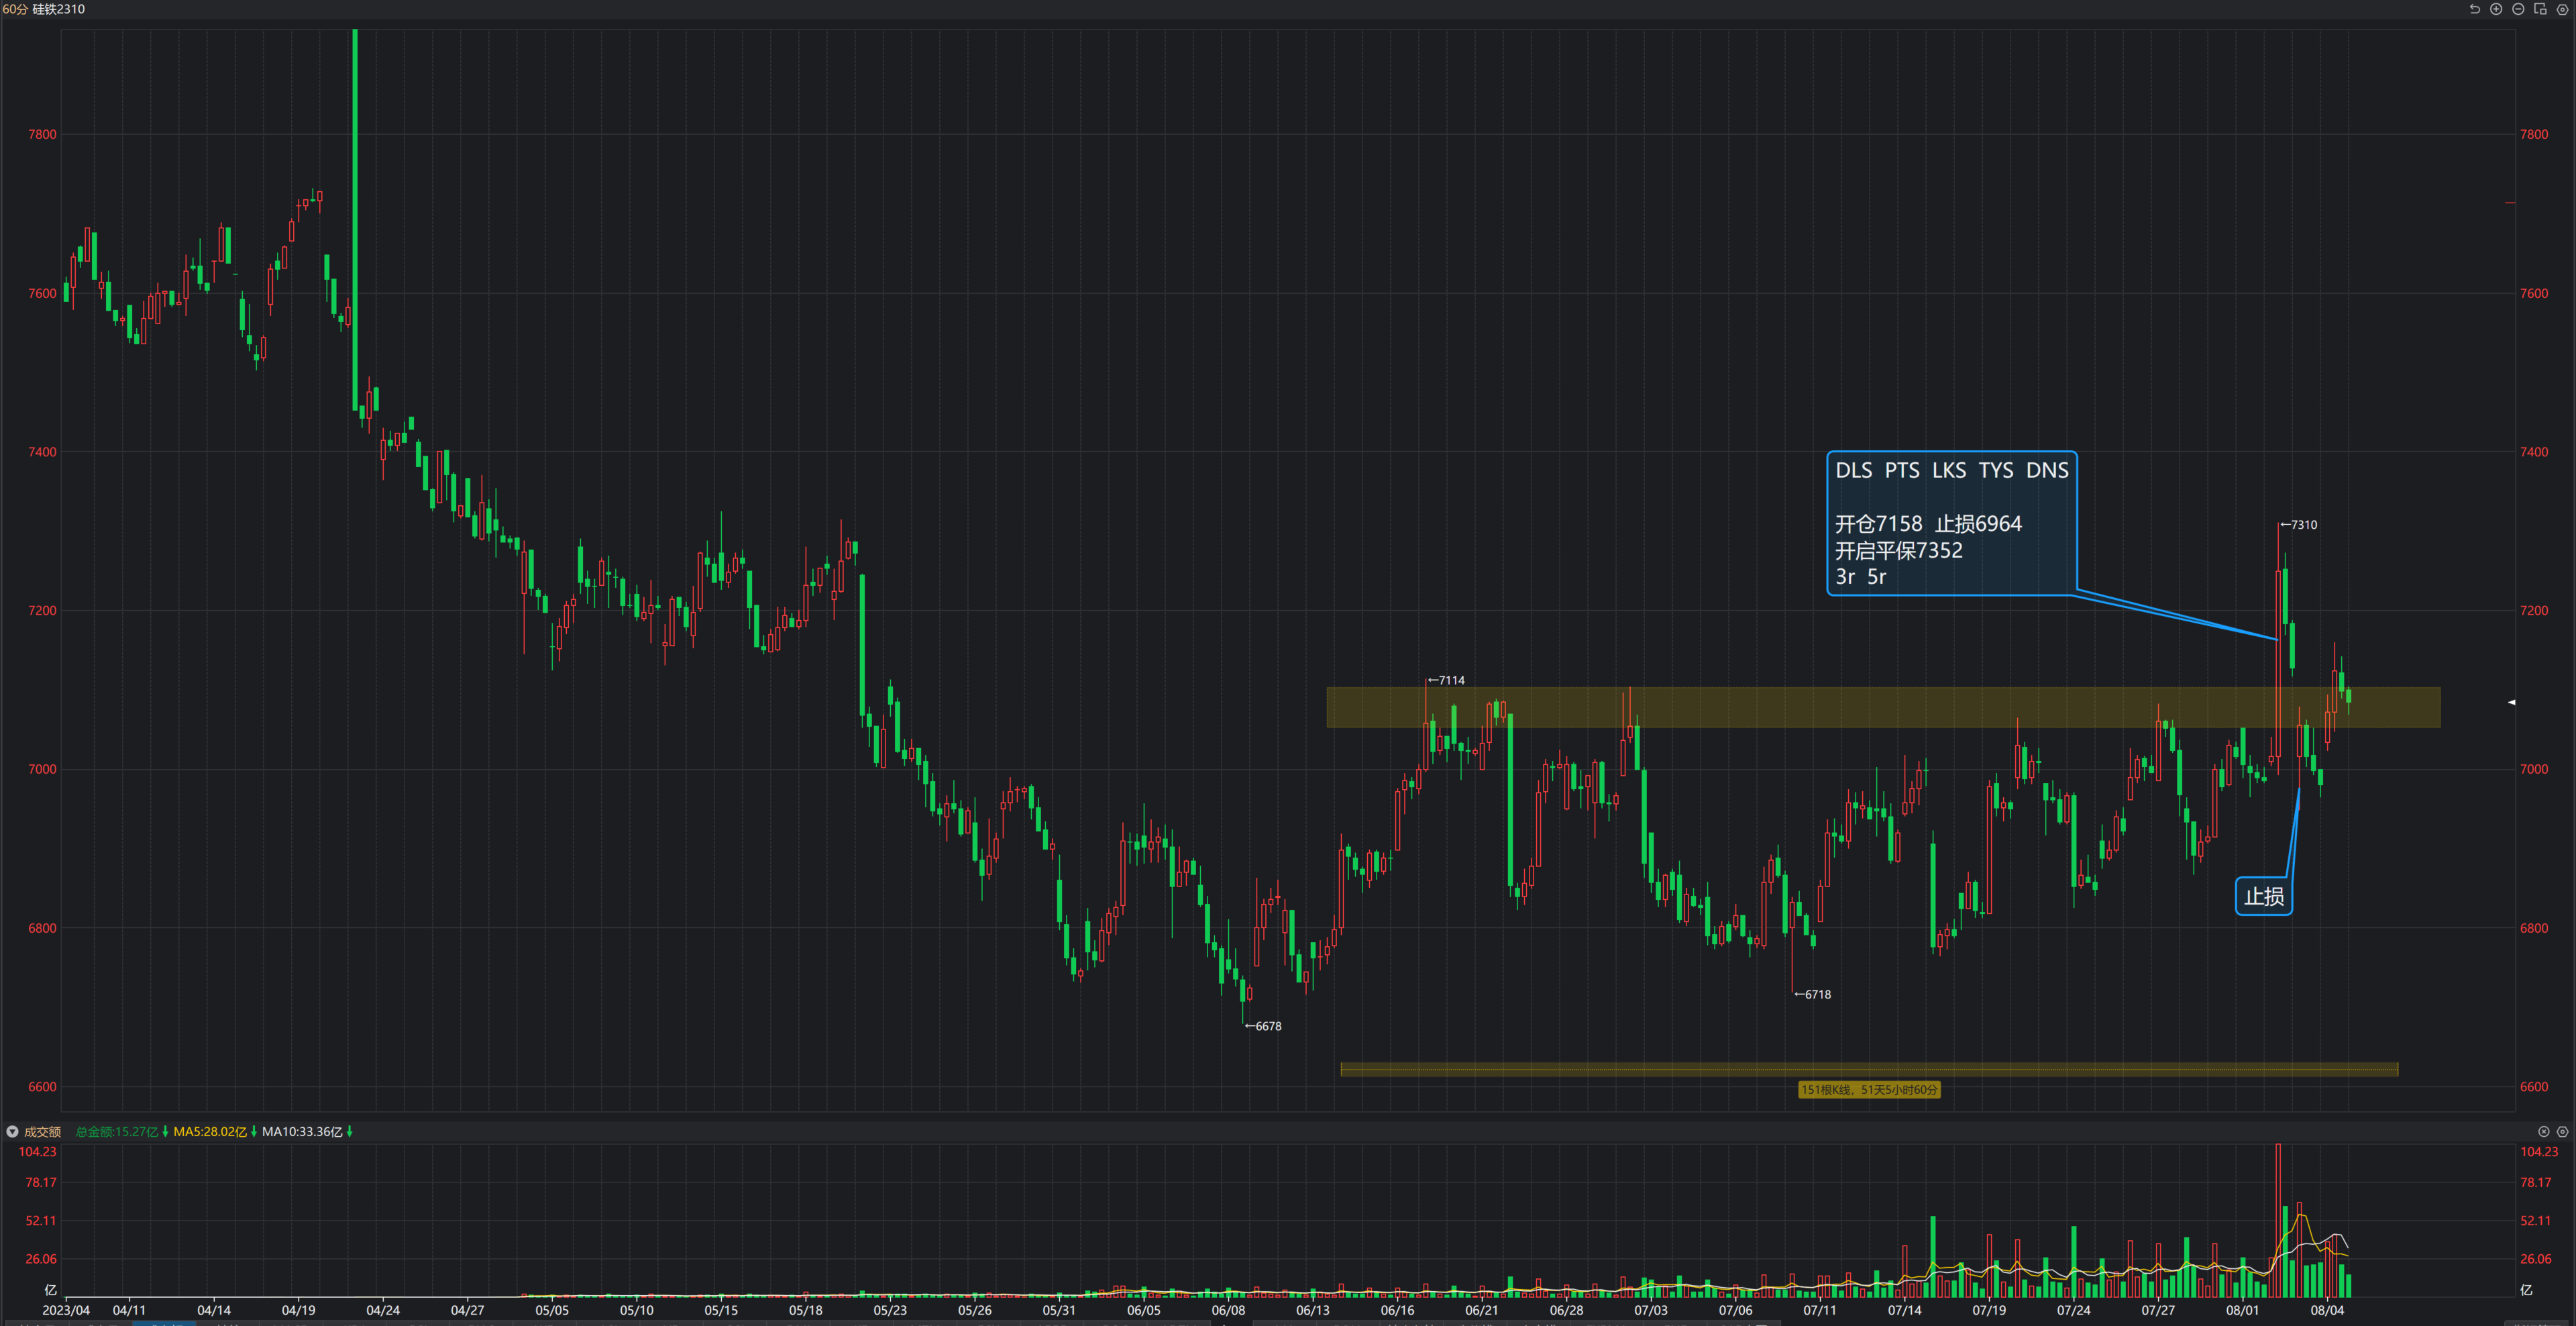 60分 硅铁2310
7800 7800
7600 7600
7400 7400
7200 7200
7000 7000
6800 6800
6600 6600
DLS PTS LKS TYS DNS
开仓7158 止损6964
开启平保7352
3r 5r
←7310
←7114
←6718
←6678
止损
151根K线，51天5小时60分
成交额 总金额:15.27亿↓ MA5:28.02亿↓ MA10:33.36亿↓
104.23 104.23
78.17 78.17
52.11 52.11
26.06 26.06
亿 亿
2023/04 04/11 04/14 04/19 04/24 04/27 05/05 05/10 05/15 05/18 05/23 05/26 05/31 06/05 06/08 06/13 06/16 06/21 06/28 07/03 07/06 07/11 07/14 07/19 07/24 07/27 08/01 08/04